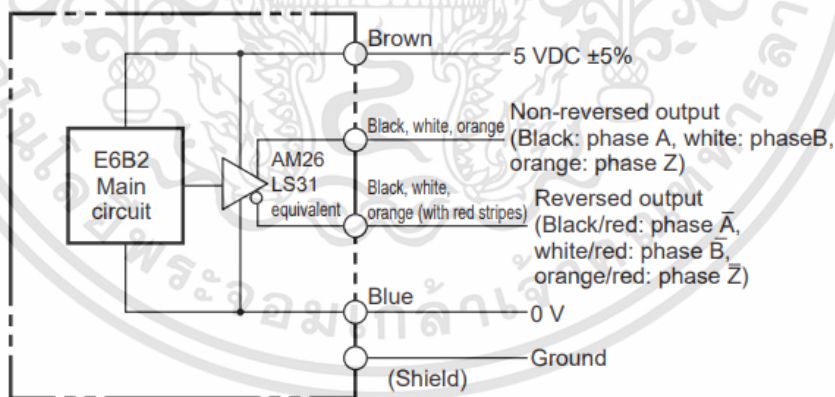 Brown
5 VDC ±5%
Black, white, orange
Non-reversed output
(Black: phase A, white: phaseB,
orange: phase Z)
E6B2
Main
circuit
AM26
LS31
equivalent
Black, white,
orange (with red stripes)
Reversed output
(Black/red: phase A̅,
white/red: phase B̅,
orange/red: phase Z̅)
Blue
0 V
Ground
(Shield)